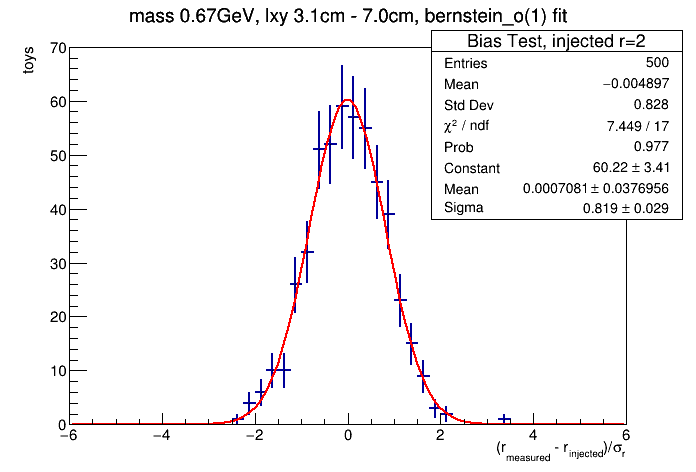 mass 0.67GeV, lxy 3.1cm - 7.0cm, bernstein_o(1) fit
toys
Bias Test, injected r=2
Entries 500
Mean −0.004897
Std Dev 0.828
χ² / ndf 7.449 / 17
Prob 0.977
Constant 60.22 ± 3.41
Mean 0.0007081 ± 0.0376956
Sigma 0.819 ± 0.029
70
60
50
40
30
20
10
0
−6 −4 −2 0 2 4 6
(r_measured - r_injected)/σ_r